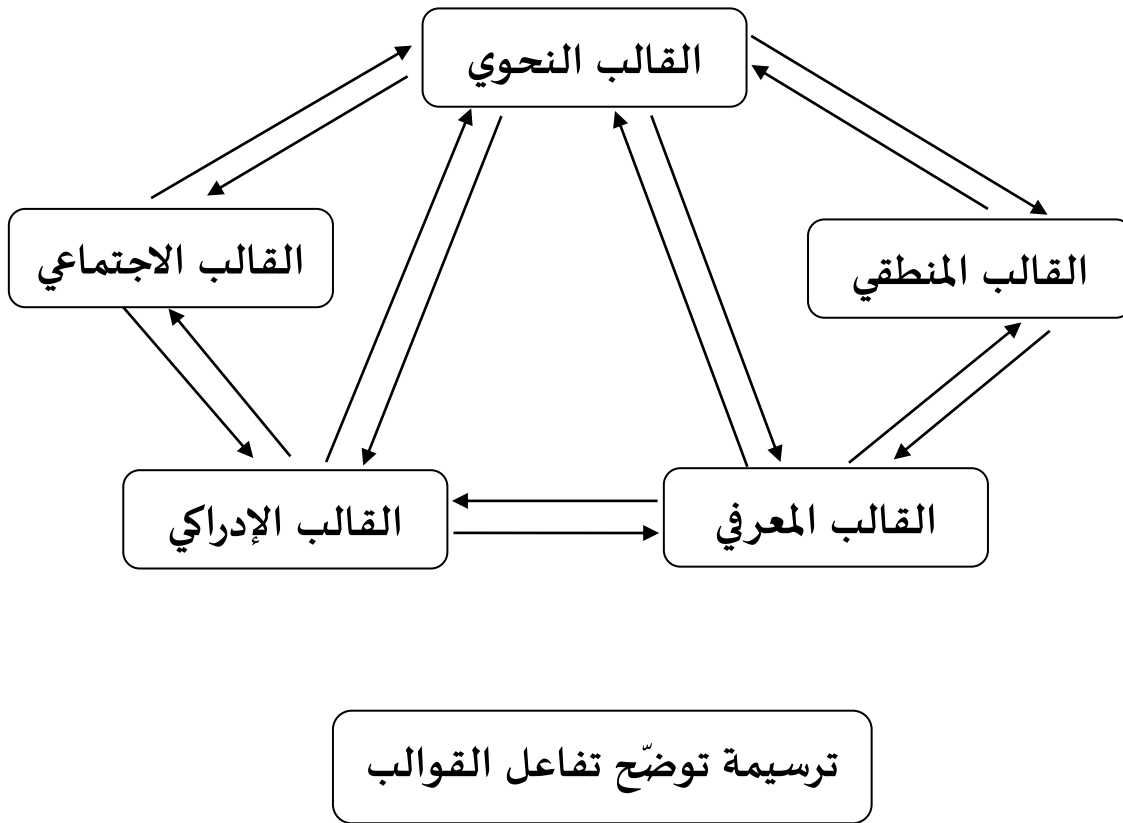 القالب النحوي
القالب المنطقي
القالب الاجتماعي
القالب المعرفي
القالب الإدراكي
ترسيمة توضّح تفاعل القوالب